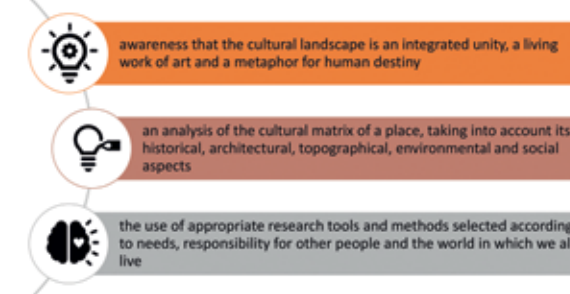 awareness that the cultural landscape is an integrated unity, a living
work of art and a metaphor for human destiny
an analysis of the cultural matrix of a place, taking into account its
historical, architectural, topographical, environmental and social
aspects
the use of appropriate research tools and methods selected according
to needs, responsibility for other people and the world in which we al
live